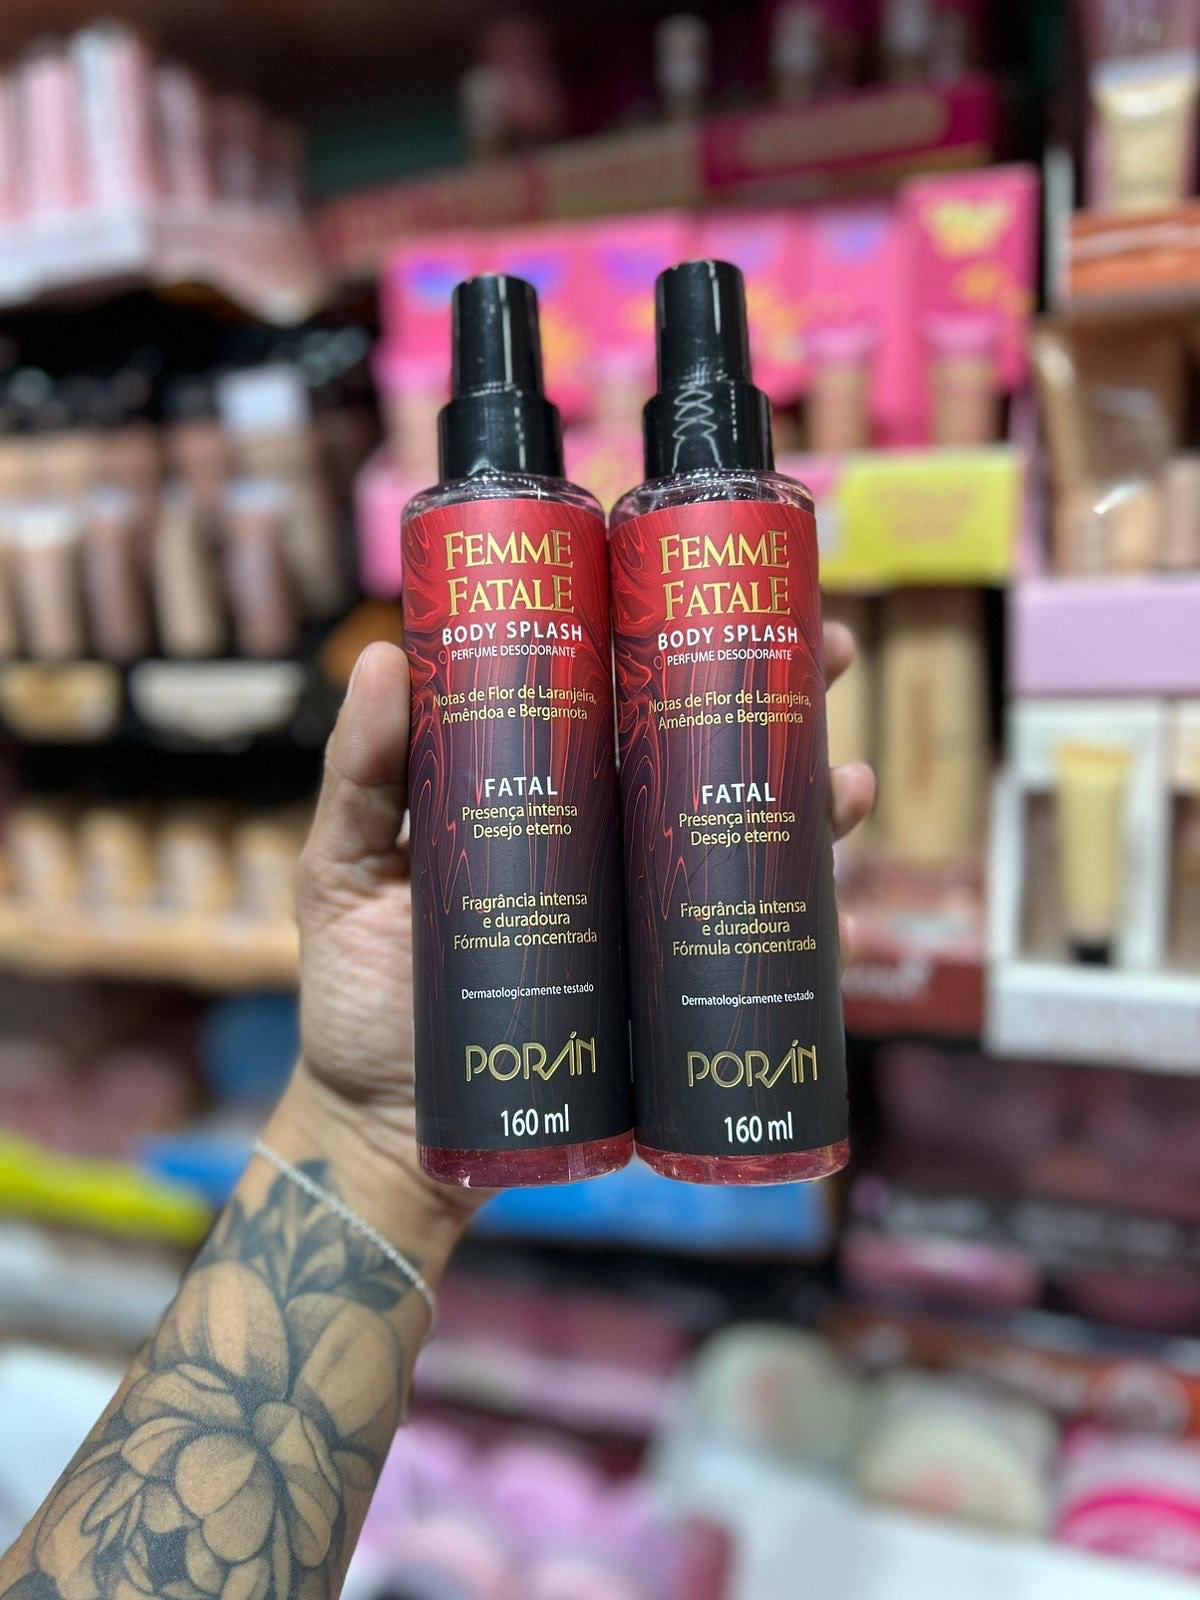 FEMME
FATALE
BODY SPLASH
PERFUME DESODORANTE
Notas de Flor de Laranjeira,
Amêndoa e Bergamota
FATAL
Presença intensa
Desejo eterno
Fragrância intensa
e duradoura
Fórmula concentrada
Dermatologicamente testado
PORÁN
160 ml
FEMME
FATALE
BODY SPLASH
PERFUME DESODORANTE
Notas de Flor de Laranjeira,
Amêndoa e Bergamota
FATAL
Presença intensa
Desejo eterno
Fragrância intensa
e duradoura
Fórmula concentrada
Dermatologicamente testado
PORÁN
160 ml